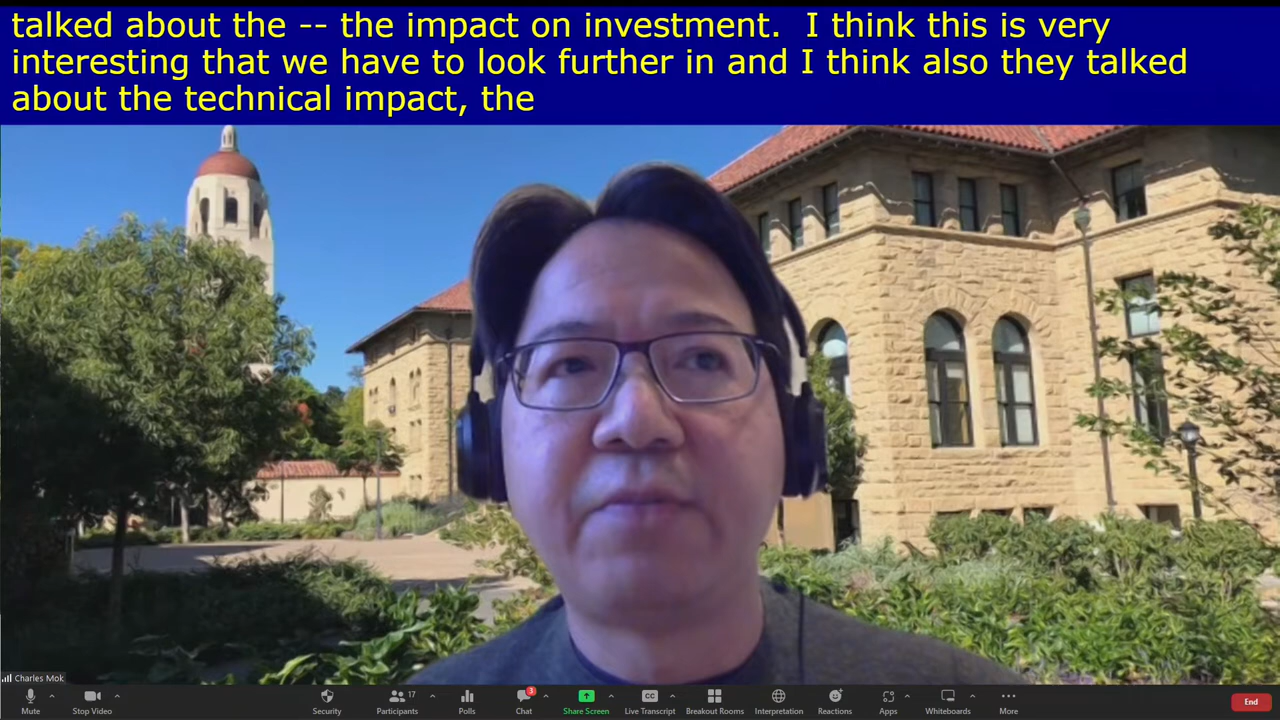 talked about the -- the impact on investment.  I think this is very
interesting that we have to look further in and I think also they talked
about the technical impact, the
Charles Mok
Mute
Stop Video
Security
17
Participants
Polls
3
Chat
Share Screen
CC
Live Transcript
Breakout Rooms
Interpretation
Reactions
Apps
Whiteboards
More
End